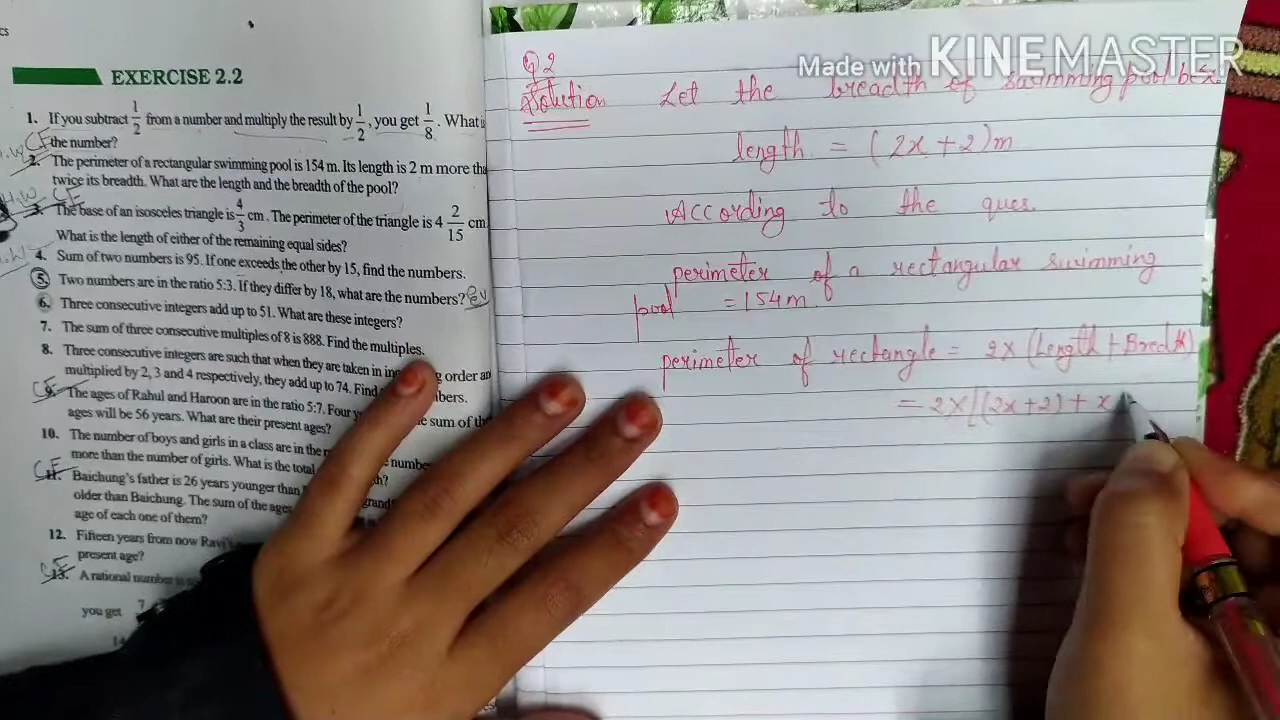 CS
EXERCISE 2.2
1. If you subtract 1/2 from a number and multiply the result by 1/2, you get 1/8. What
the number?
2. The perimeter of a rectangular swimming pool is 154 m. Its length is 2 m more
twice its breadth. What are the length and the breadth of the pool?
3. The base of an isosceles triangle is 4/3 cm. The perimeter of the triangle is 4 2/15 cm
What is the length of either of the remaining equal sides?
4. Sum of two numbers is 95. If one exceeds the other by 15, find the numbers.
5. Two numbers are in the ratio 5:3. If they differ by 18, what are the numbers?
6. Three consecutive integers add up to 51. What are these integers?
7. The sum of three consecutive multiples of 8 is 888. Find the multiples.
8. Three consecutive integers are such that when they are taken in order
multiplied by 2, 3 and 4 respectively, they add up to 74. Find
The ages of Rahul and Haroon are in the ratio 5:7. Four sum of
ages will be 56 years. What are their present ages?
10. The number of boys and girls in a class are in the
more than the number of girls. What is the total
11. Baichung's father is 26 years younger than
older than Baichung. The sum of the ages
age of each one of them?
12. Fifteen years from now
present age?
13. A rational number is
you get 7
Made with KINEMASTER
Q 2
Solution Let the breadth of swimming pool be x
length = (2x + 2) m
According to the ques.
perimeter of a rectangular swimming
pool = 154 m
perimeter of rectangle = 2 x (Length + Bredth)
= 2 x [(2x + 2) + x